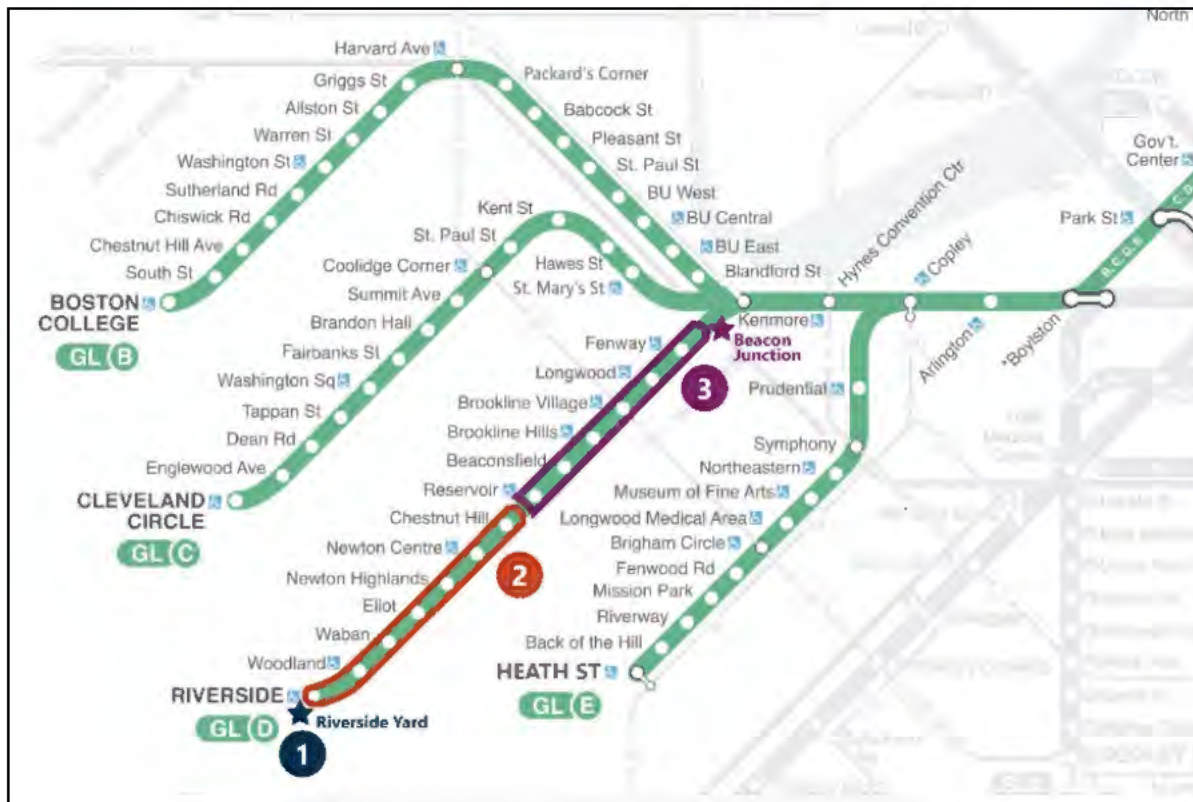 North
Harvard Ave
Griggs St
Packard's Corner
Allston St
Babcock St
Warren St
Pleasant St
Washington St
St. Paul St
Sutherland Rd
BU West
Chiswick Rd
BU Central
Chestnut Hill Ave
BU East
South St
Blandford St
BOSTON
COLLEGE
GL B
Kent St
St. Paul St
Hawes St
Coolidge Corner
St. Mary's St
Summit Ave
Brandon Hall
Fairbanks St
Washington Sq
Tappan St
Dean Rd
Englewood Ave
CLEVELAND
CIRCLE
GL C
Gov't.
Center
Park St
B, C, D, E
C, D,
Hynes Convention Ctr
Copley
Kenmore
Arlington
*Boylston
Beacon
Junction
3
Fenway
Longwood
Brookline Village
Brookline Hills
Beaconsfield
Reservoir
Chestnut Hill
Newton Centre
2
Newton Highlands
Eliot
Waban
Woodland
RIVERSIDE
GL D
Riverside Yard
1
Prudential
Symphony
Northeastern
Museum of Fine Arts
Longwood Medical Area
Brigham Circle
Fenwood Rd
Mission Park
Riverway
Back of the Hill
HEATH ST
GL E